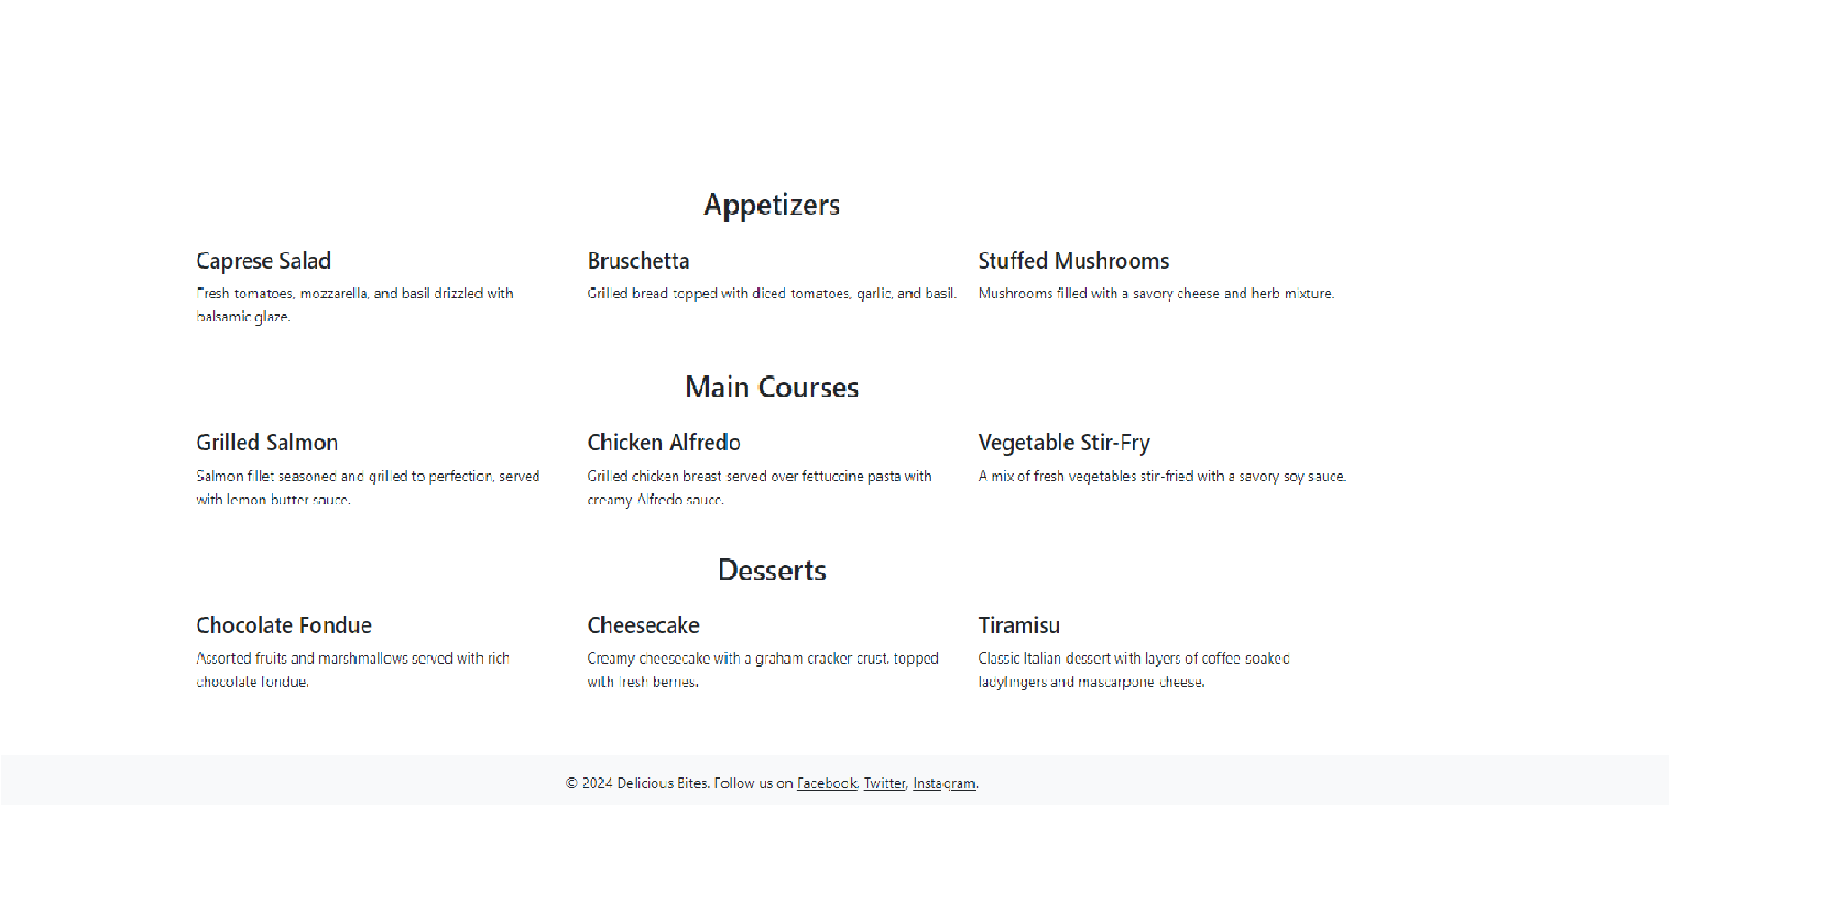 Appetizers
Caprese Salad
Fresh tomatoes, mozzarella, and basil drizzled with
balsamic glaze.
Bruschetta
Grilled bread topped with diced tomatoes, garlic, and basil.
Stuffed Mushrooms
Mushrooms filled with a savory cheese and herb mixture.
Main Courses
Grilled Salmon
Salmon fillet seasoned and grilled to perfection, served
with lemon butter sauce.
Chicken Alfredo
Grilled chicken breast served over fettuccine pasta with
creamy Alfredo sauce.
Vegetable Stir-Fry
A mix of fresh vegetables stir-fried with a savory soy sauce.
Desserts
Chocolate Fondue
Assorted fruits and marshmallows served with rich
chocolate fondue.
Cheesecake
Creamy cheesecake with a graham cracker crust, topped
with fresh berries.
Tiramisu
Classic Italian dessert with layers of coffee-soaked
ladyfingers and mascarpone cheese.
© 2024 Delicious Bites. Follow us on Facebook, Twitter, Instagram.